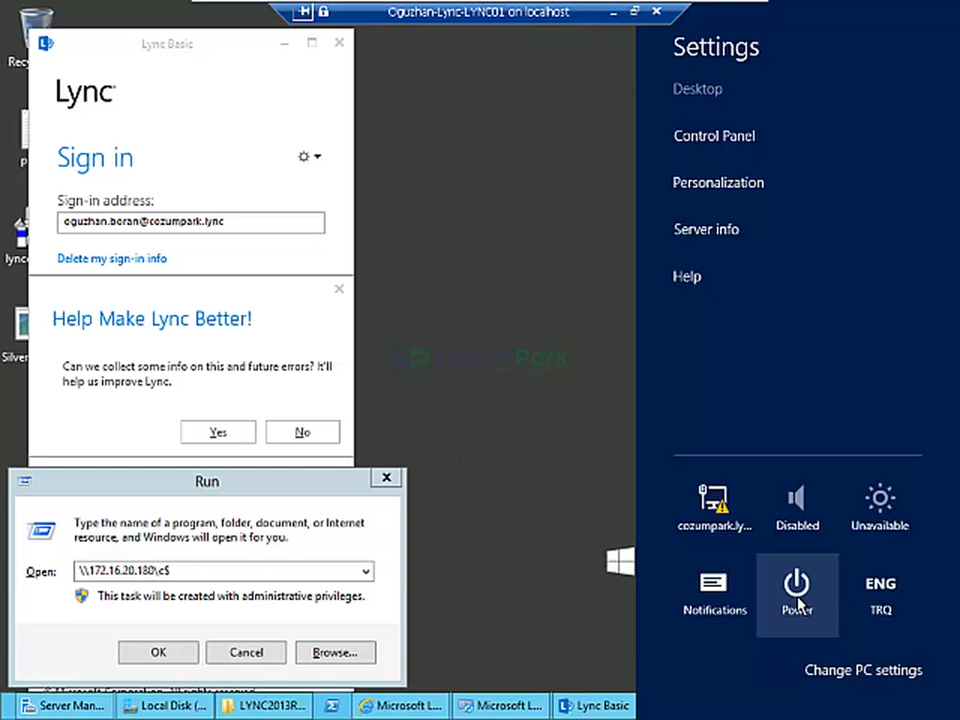 Oguzhan-Lync-LYNC01 on localhost
Lync Basic
Lync
Sign in
Sign-in address:
oguzhan.boran@cozumpark.lync
Delete my sign-in info
Help Make Lync Better!
Can we collect some info on this and future errors? It'll
help us improve Lync.
Yes
No
Run
Type the name of a program, folder, document, or Internet
resource, and Windows will open it for you.
Open:
\\172.16.20.180\c$
This task will be created with administrative privileges.
OK
Cancel
Browse...
Server Man...
Local Disk (...
LYNC2013R...
Microsoft L...
Microsoft L...
Lync Basic
Settings
Desktop
Control Panel
Personalization
Server info
Help
cozumpark.ly...
Disabled
Unavailable
Notifications
Power
ENG
TRQ
Change PC settings